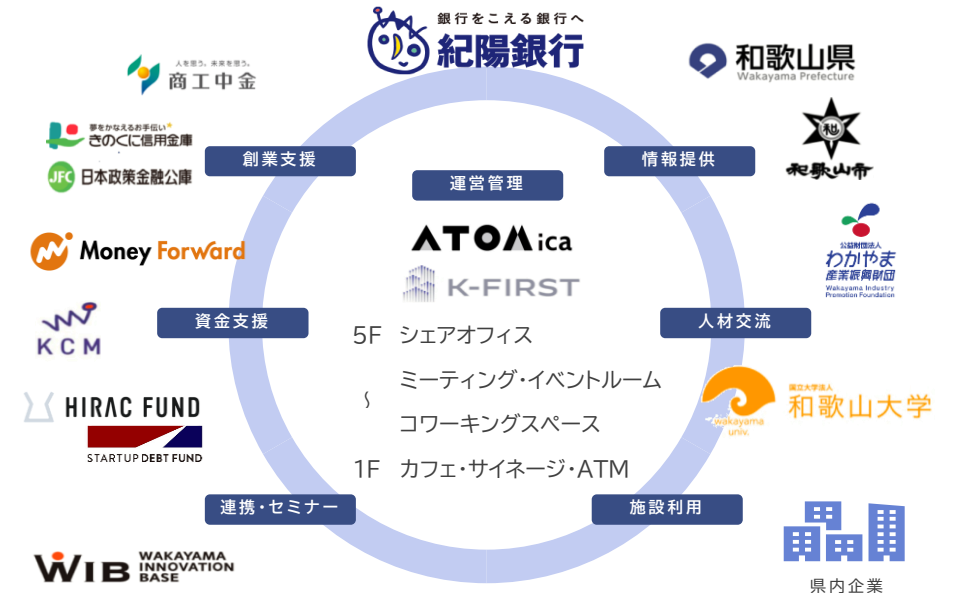 銀行をこえる銀行へ
紀陽銀行
人を思う。未来を思う。
商工中金
和歌山県
Wakayama Prefecture
夢をかなえるお手伝い
きのくに信用金庫
JFC 日本政策金融公庫
創業支援
情報提供
和歌山市
運営管理
ATOMica
K-FIRST
Money Forward
公益財団法人
わかやま
産業振興財団
Wakayama Industry
Promotion Foundation
KCM
資金支援
人材交流
5F シェアオフィス
ミーティング・イベントルーム
~
コワーキングスペース
1F カフェ・サイネージ・ATM
HIRAC FUND
STARTUP DEBT FUND
wakayama
univ.
国立大学法人
和歌山大学
連携・セミナー
施設利用
WIB WAKAYAMA
INNOVATION
BASE
県内企業